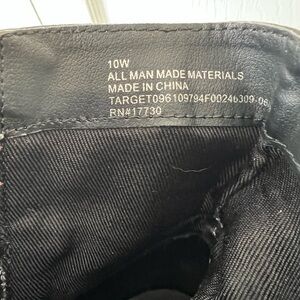 10W
ALL MAN MADE MATERIALS
MADE IN CHINA
RN#17730